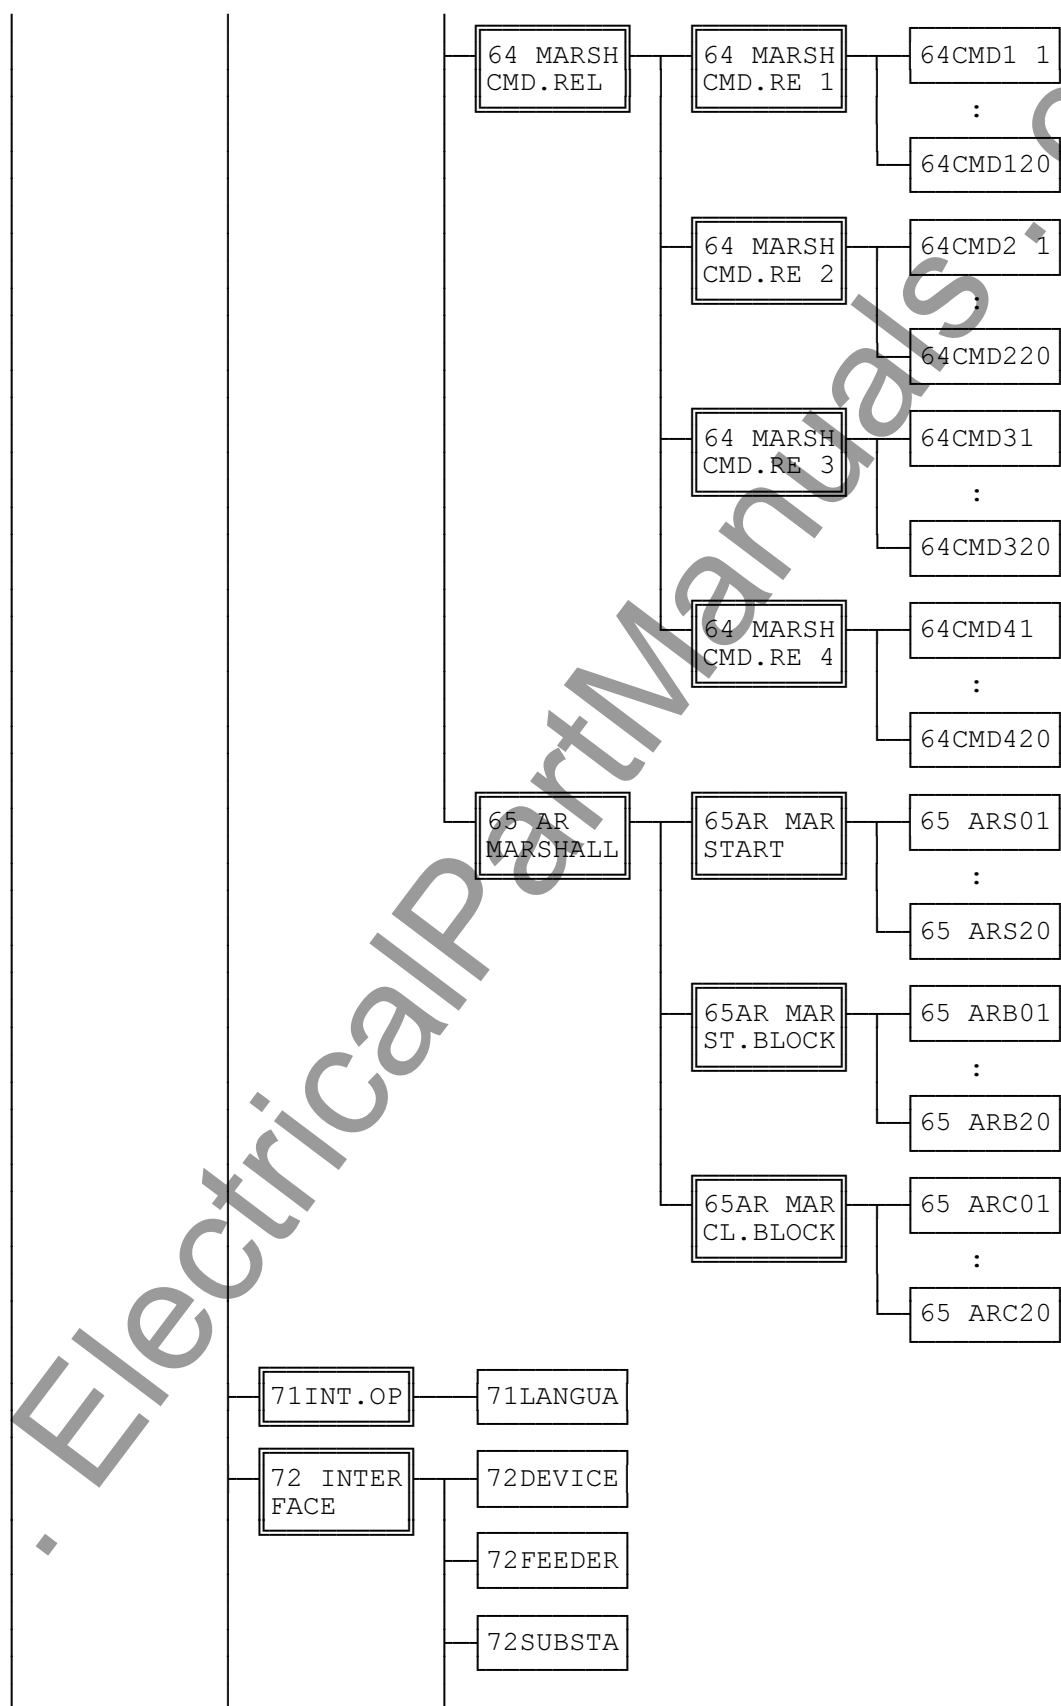 64 MARSH
CMD.REL
64 MARSH
CMD.RE 1
64CMD1 1
:
64CMD120
64 MARSH
CMD.RE 2
64CMD2 1
:
64CMD220
64 MARSH
CMD.RE 3
64CMD31
:
64CMD320
64 MARSH
CMD.RE 4
64CMD41
:
64CMD420
65 AR
MARSHALL
65AR MAR
START
65 ARS01
:
65 ARS20
65AR MAR
ST.BLOCK
65 ARB01
:
65 ARB20
65AR MAR
CL.BLOCK
65 ARC01
:
65 ARC20
71INT.OP
71LANGUA
72 INTER
FACE
72DEVICE
72FEEDER
72SUBSTA
. ElectricalPartManuals .